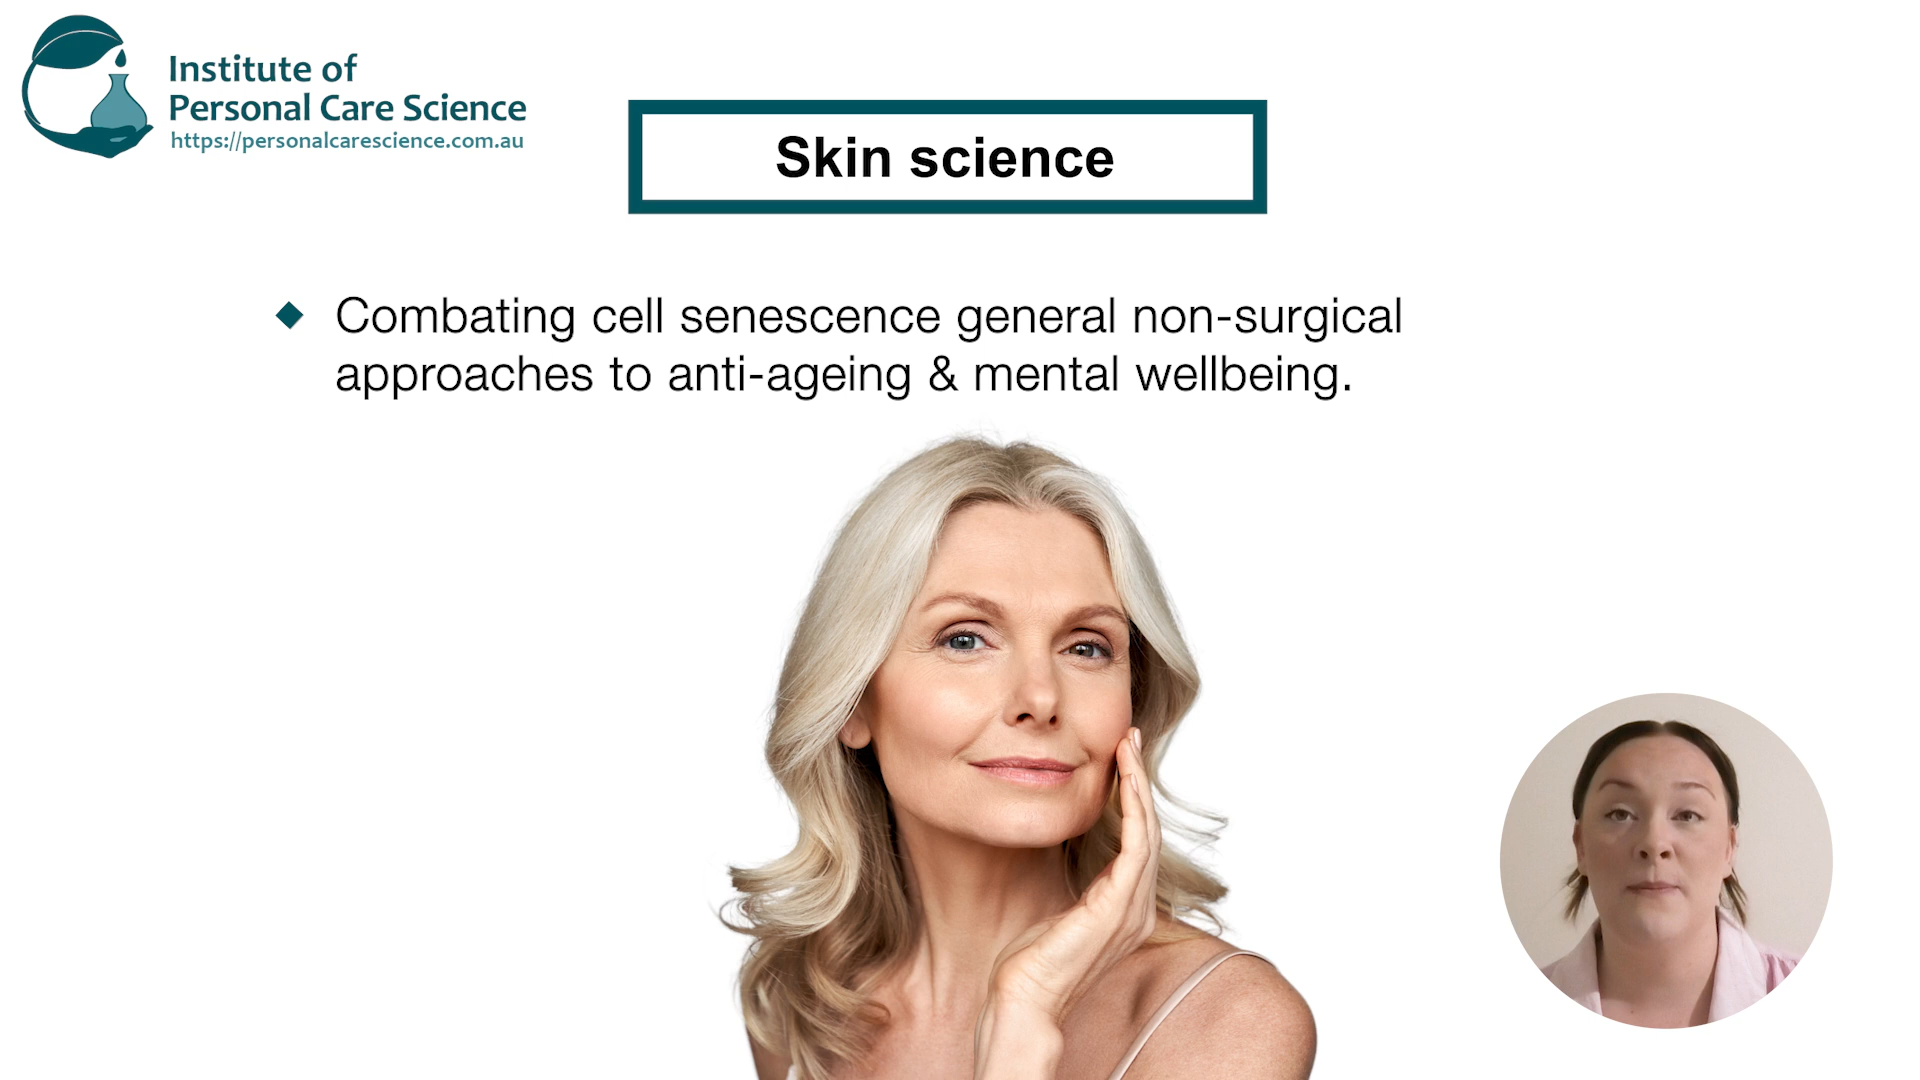 Institute of
Personal Care Science
https://personalcarescience.com.au
Skin science
Combating cell senescence general non-surgical
approaches to anti-ageing & mental wellbeing.